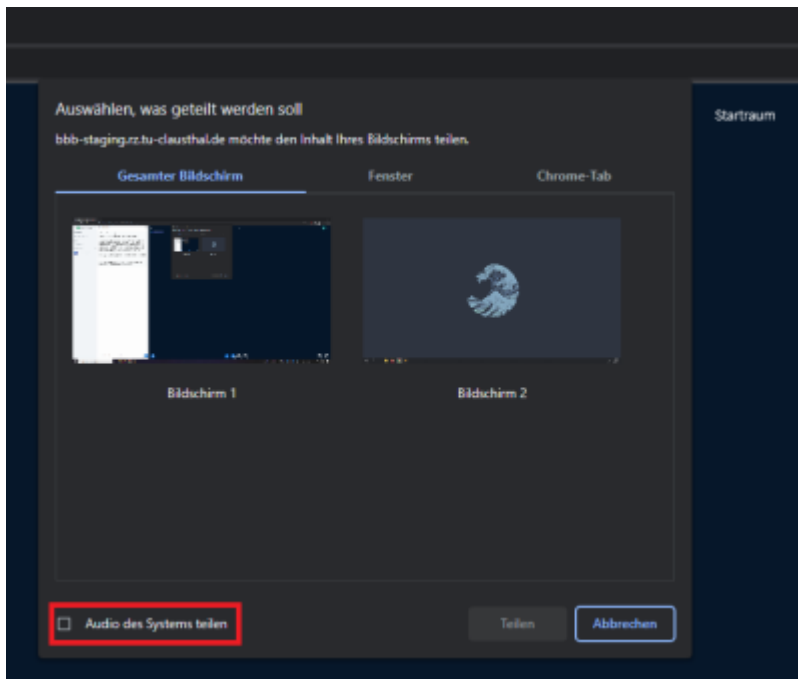 Auswählen, was geteilt werden soll
Startraum
bbb-staging.rz.tu-clausthal.de möchte den Inhalt Ihres Bildschirms teilen.
Gesamter Bildschirm Fenster Chrome-Tab
Bildschirm 1 Bildschirm 2
Audio des Systems teilen Teilen Abbrechen